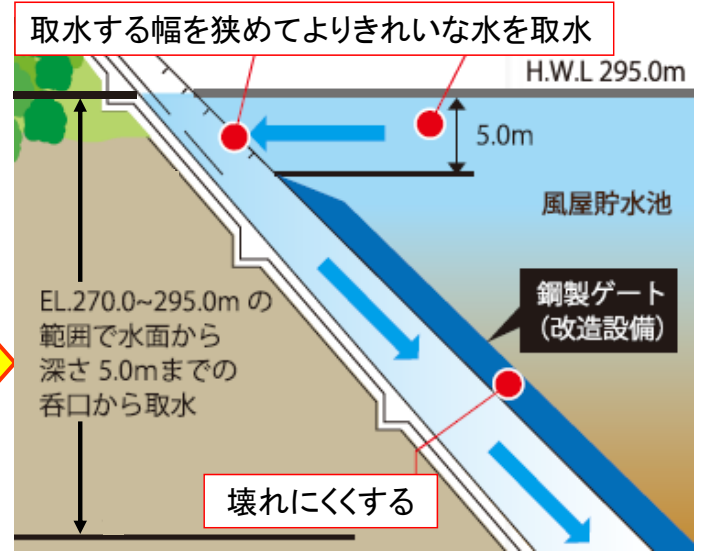 取水する幅を狭めてよりきれいな水を取水
H.W.L 295.0m
5.0m
風屋貯水池
鋼製ゲート
（改造設備）
EL.270.0~295.0m の
範囲で水面から
深さ 5.0mまでの
呑口から取水
壊れにくくする